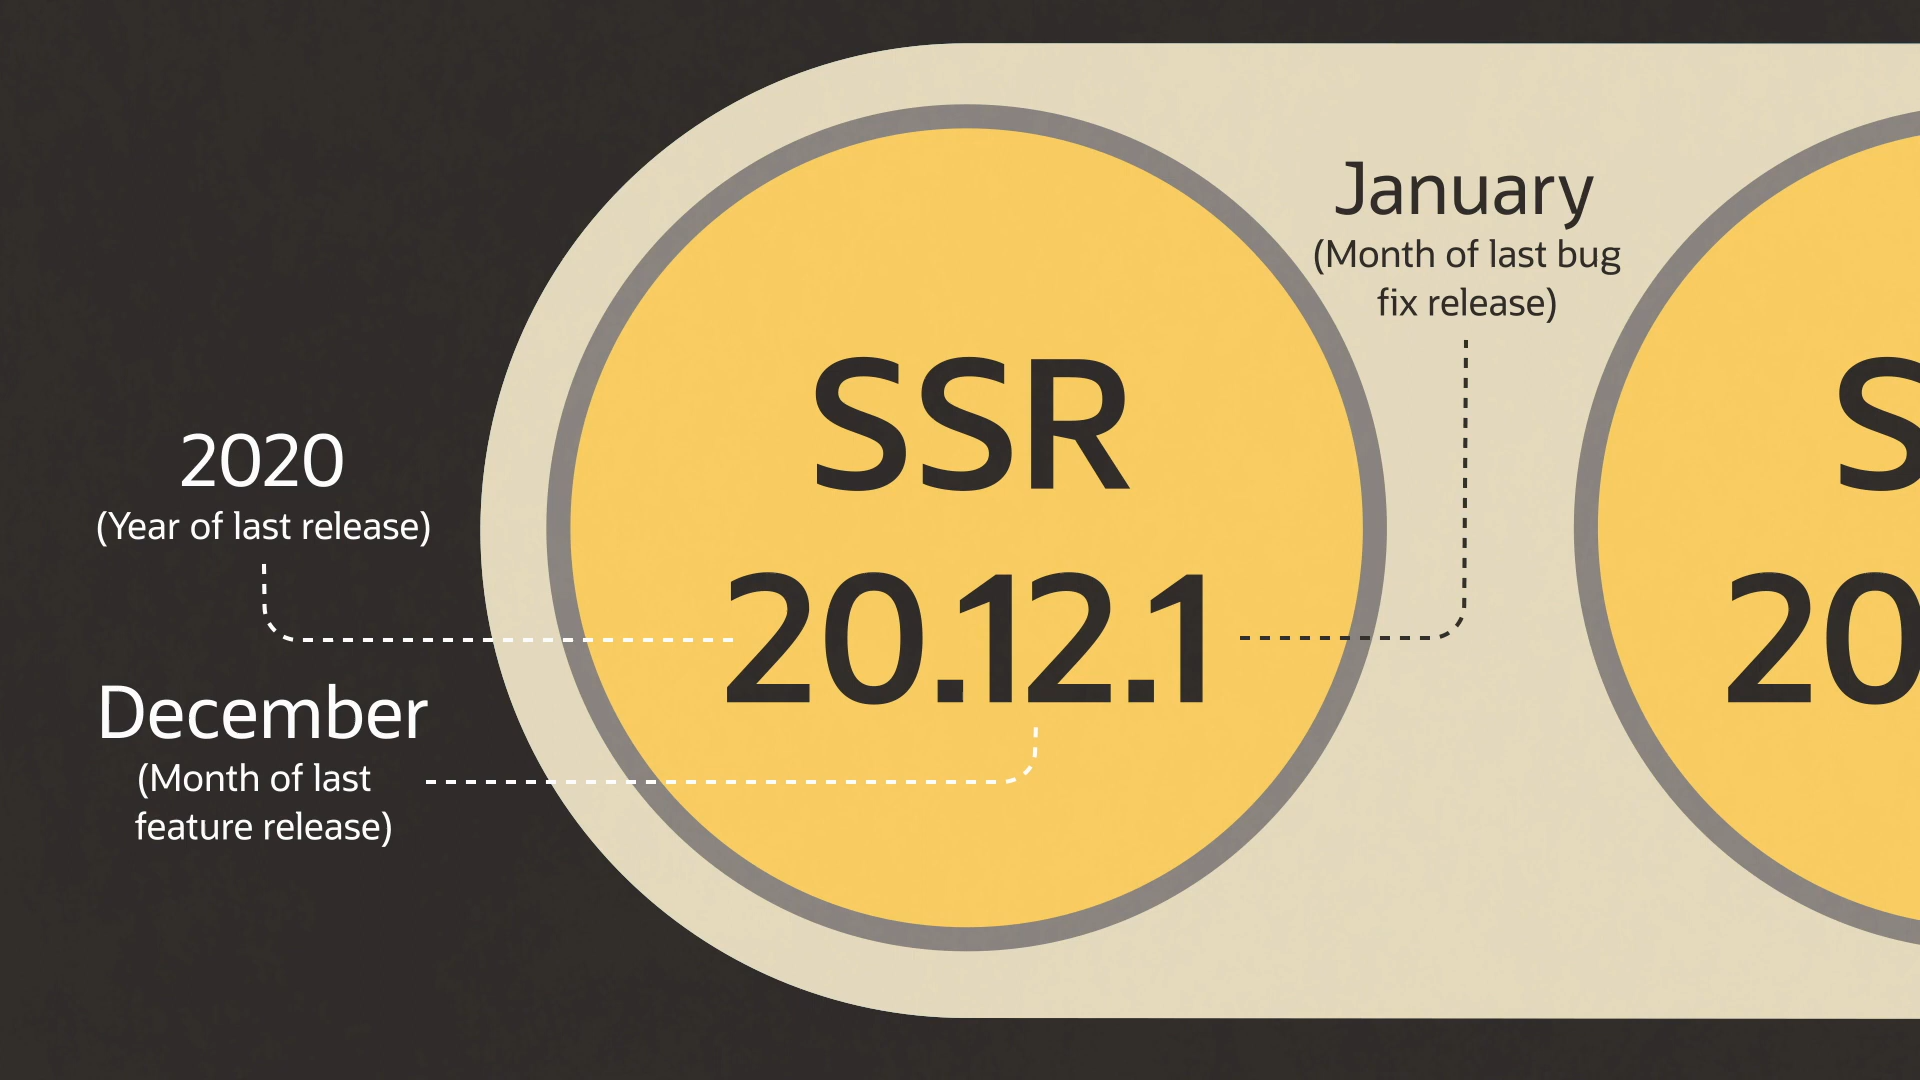 2020
(Year of last release)
December
(Month of last
feature release)
SSR
20.12.1
January
(Month of last bug
fix release)
S
20